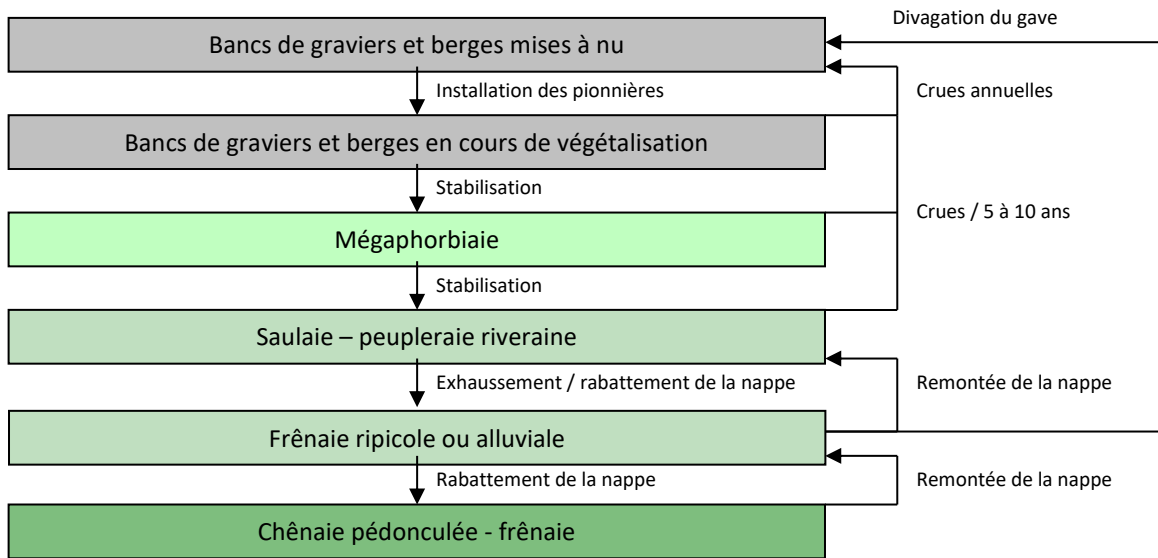 Divagation du gave
Bancs de graviers et berges mises à nu
Installation des pionnières
Crues annuelles
Bancs de graviers et berges en cours de végétalisation
Stabilisation
Crues / 5 à 10 ans
Mégaphorbiaie
Stabilisation
Saulaie – peupleraie riveraine
Exhaussement / rabattement de la nappe
Remontée de la nappe
Frênaie ripicole ou alluviale
Rabattement de la nappe
Remontée de la nappe
Chênaie pédonculée - frênaie